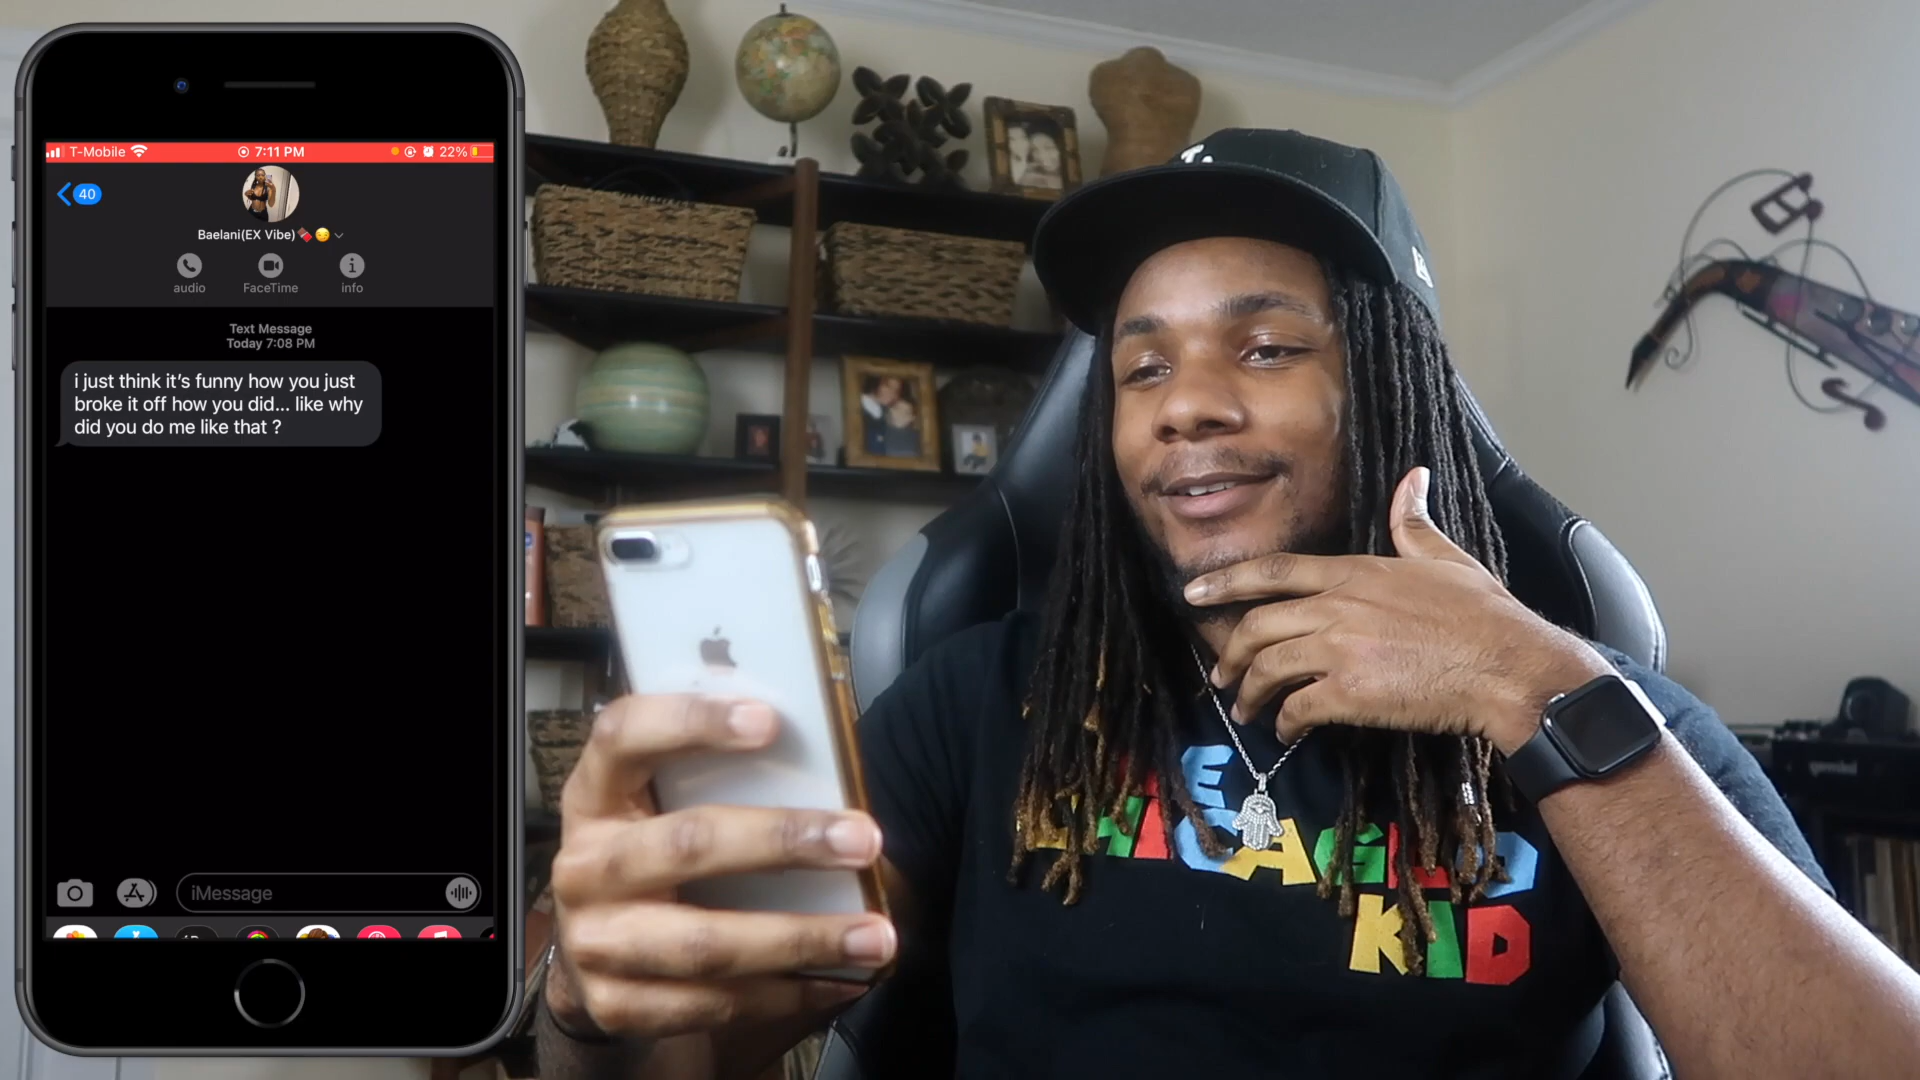 T-Mobile 7:11 PM 22%
40
Baelani(EX Vibe)🍫😏
audio FaceTime info
Text Message
Today 7:08 PM
i just think it's funny how you just
broke it off how you did... like why
did you do me like that ?
iMessage
CHICAGO
KID